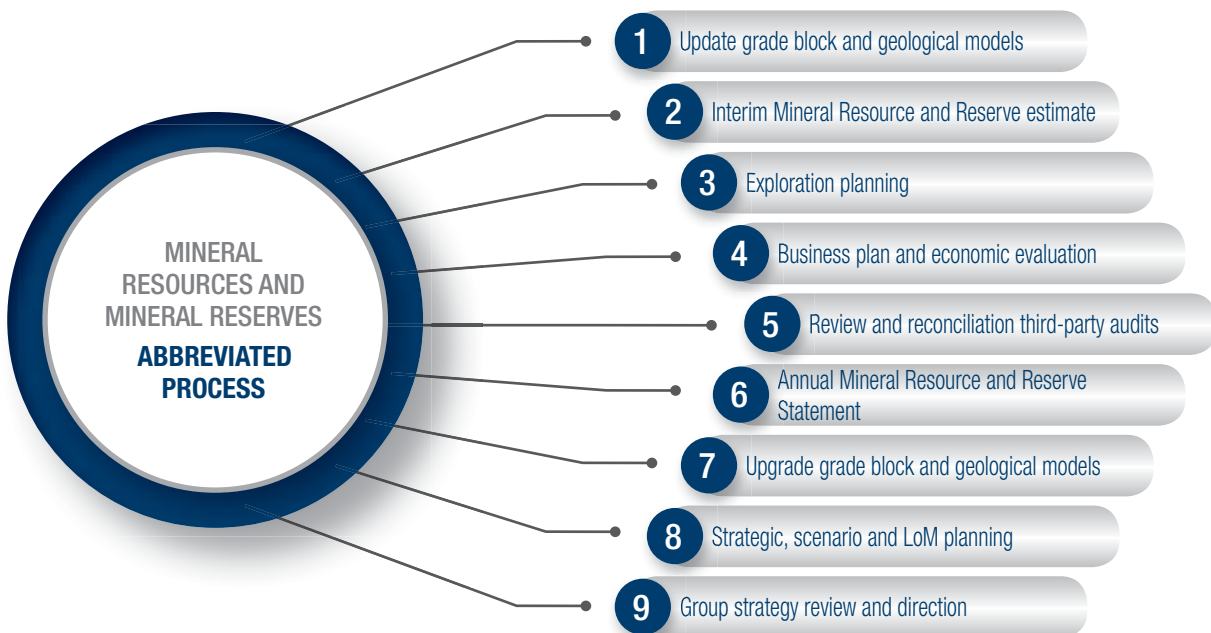 MINERAL
RESOURCES AND
MINERAL RESERVES
ABBREVIATED
PROCESS
1 Update grade block and geological models
2 Interim Mineral Resource and Reserve estimate
3 Exploration planning
4 Business plan and economic evaluation
5 Review and reconciliation third-party audits
6 Annual Mineral Resource and Reserve
Statement
7 Upgrade grade block and geological models
8 Strategic, scenario and LoM planning
9 Group strategy review and direction